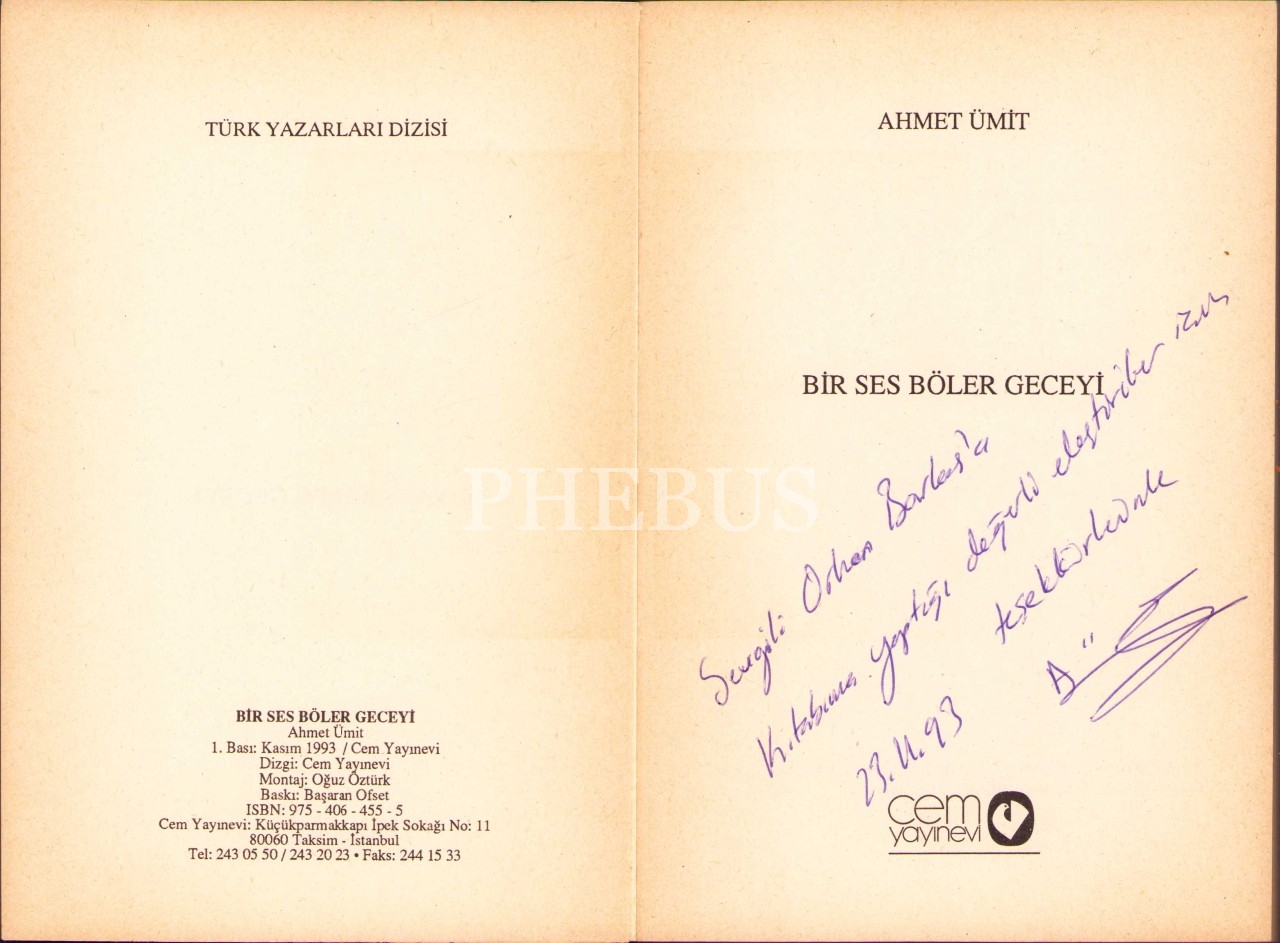 TÜRK YAZARLARI DİZİSİ
BİR SES BÖLER GECEYİ
Ahmet Ümit
1. Bası: Kasım 1993 / Cem Yayınevi
Dizgi: Cem Yayınevi
Montaj: Oğuz Öztürk
Baskı: Başaran Ofset
ISBN: 975 - 406 - 455 - 5
Cem Yayınevi: Küçükparmakkapı İpek Sokağı No: 11
80060 Taksim - İstanbul
Tel: 243 05 50 / 243 20 23 • Faks: 244 15 33
AHMET ÜMİT
BİR SES BÖLER GECEYİ
Sevgili Orhan Barlas'a
Kitabıma yaptığı değerli eleştiriler için
teşekkürlerimle
23.11.93
cem
yayınevi
PHEBUS